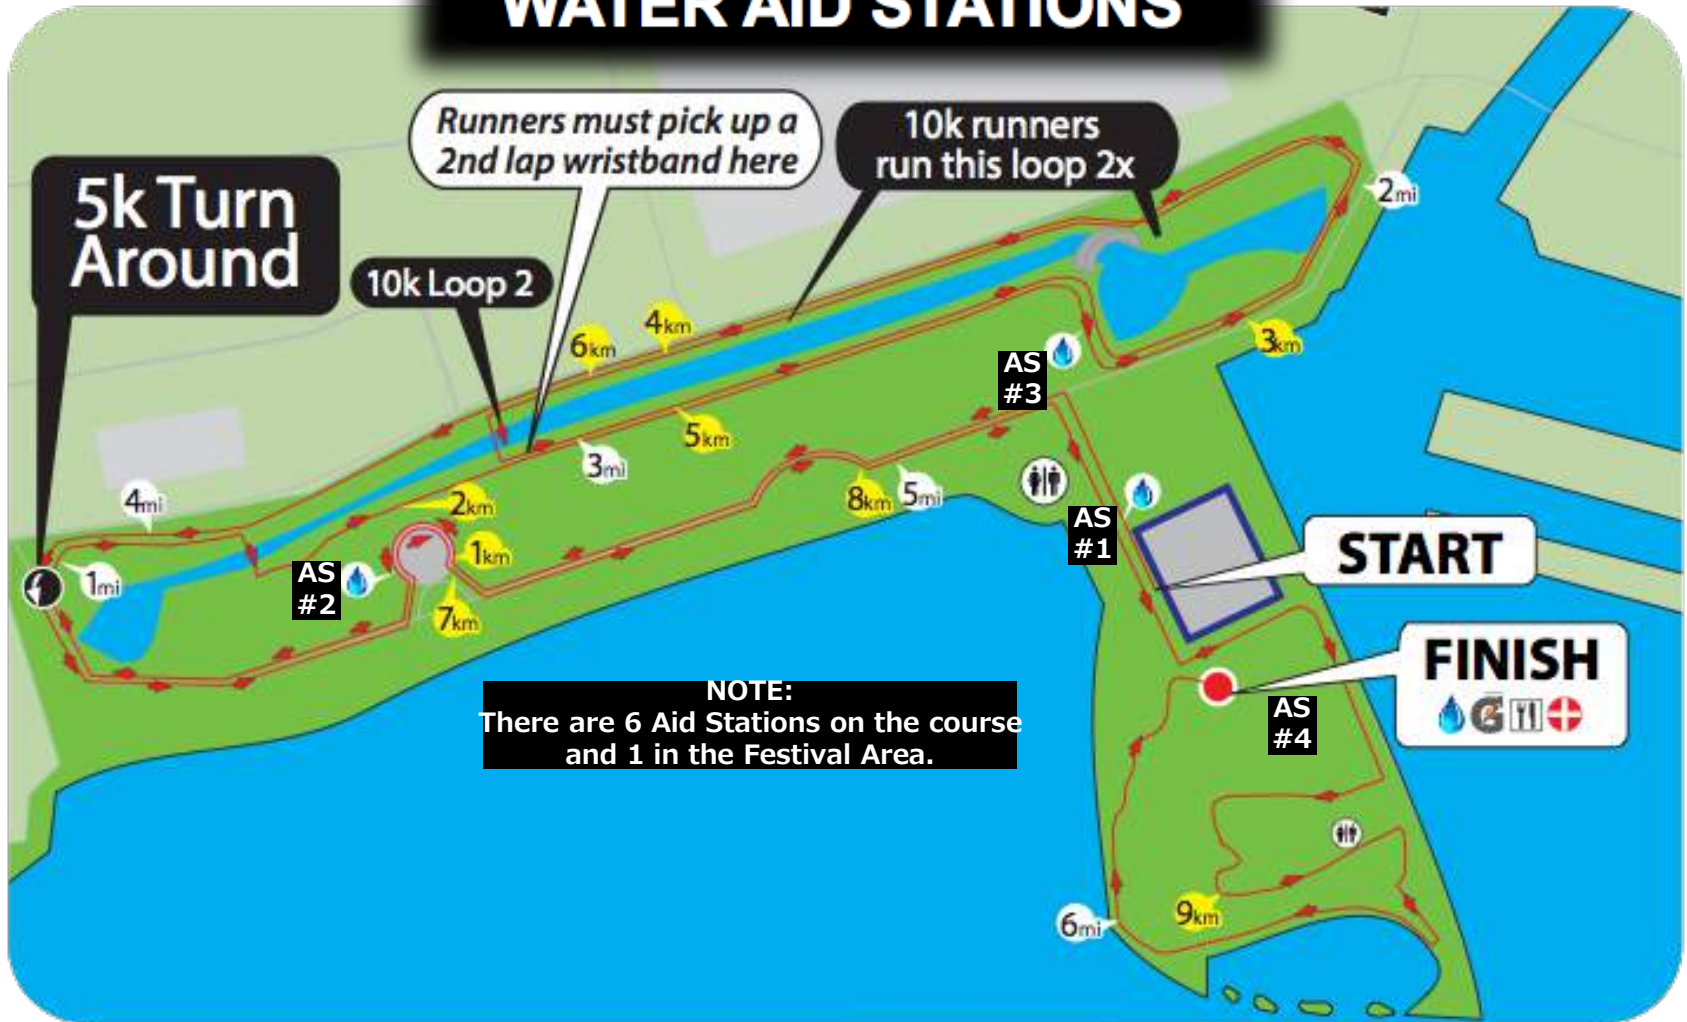 WATER AID STATIONS
Runners must pick up a
2nd lap wristband here
10k runners
run this loop 2x
5k Turn
Around
10k Loop 2
2mi
4km
6km
3km
AS
#3
5km
3mi
4mi
2km
8km
5mi
1km
AS
#1
START
1mi
AS
#2
7km
FINISH
NOTE:
There are 6 Aid Stations on the course
and 1 in the Festival Area.
AS
#4
9km
6mi